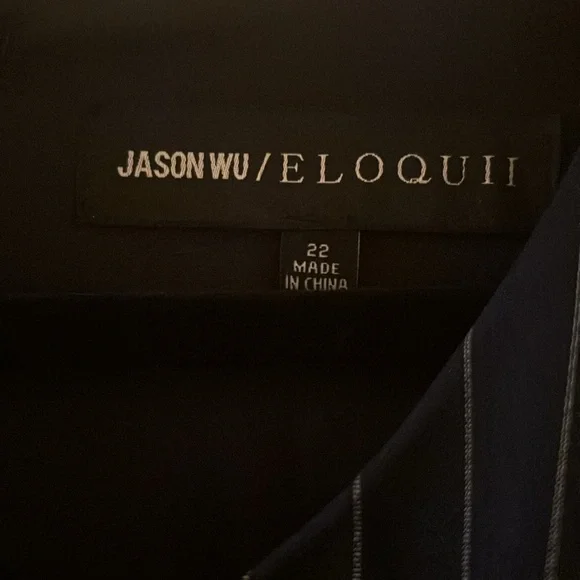 JASON WU / ELOQUII
22
MADE
IN CHINA